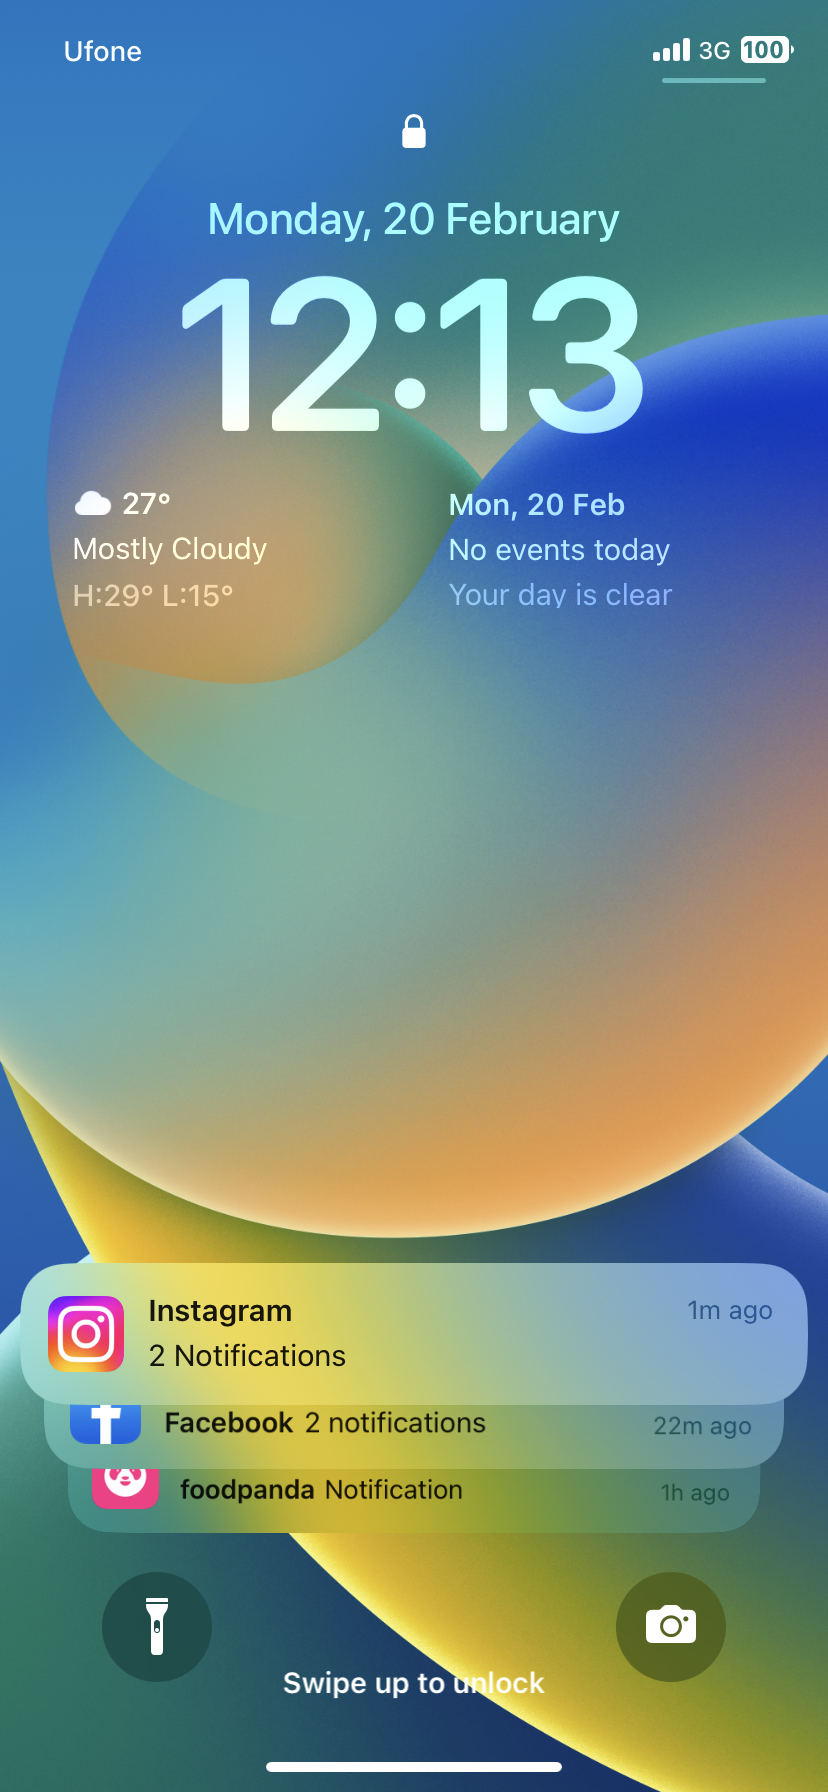 Ufone
3G 100
Monday, 20 February
12:13
27°
Mostly Cloudy
H:29° L:15°
Mon, 20 Feb
No events today
Your day is clear
Instagram 1m ago
2 Notifications
Facebook 2 notifications 22m ago
foodpanda Notification 1h ago
Swipe up to unlock